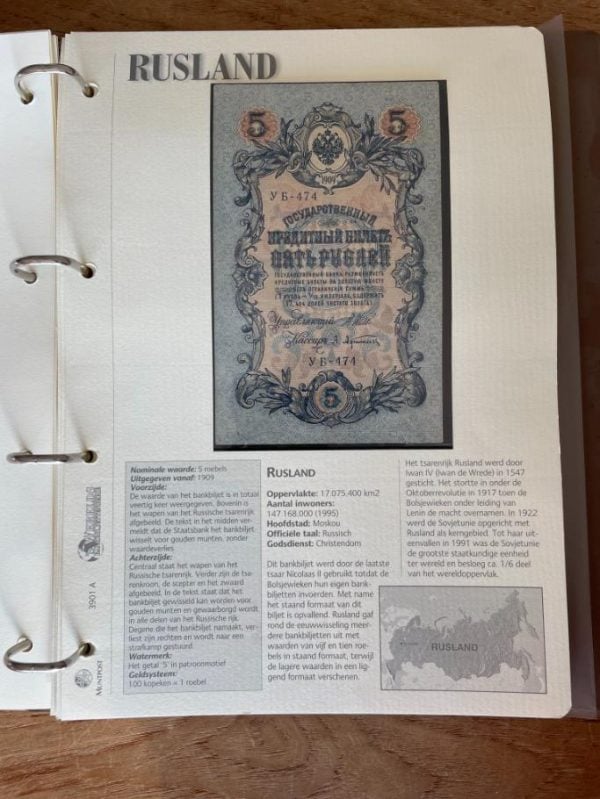 RUSLAND
5
5
1909
УБ-474
ГОСУДАРСТВЕННЫЙ
КРЕДИТНЫЙ БИЛЕТЪ
ПЯТЬ РУБЛЕЙ
Управляющий
Кассиръ
УБ-474
5
Nominale waarde: 5 roebels
Uitgegeven vanaf: 1909
Voorzijde:
De waarde van het bankbiljet is in totaal
veertig keer weergegeven. Bovenin is
het wapen van het Russische tsarenrijk
afgebeeld. De tekst in het midden ver-
meldt dat de Staatsbank het bankbiljet
wisselt voor gouden munten, zonder
waardeverlies
Achterzijde:
Centraal staat het wapen van het
Russische tsarenrijk. Verder zijn de tsa-
renkroon, de scepter en het zwaard
afgebeeld. In de tekst staat dat het
bankbiljet gewisseld kan worden voor
gouden munten en gewaarborgd wordt
in alle delen van het Russische rijk.
Degene die het bankbiljet namaakt, ver-
liest zijn rechten en wordt naar een
strafkamp gestuurd
Watermerk:
Het getal '5' in patroonmotief
Geldsysteem:
100 kopeken = 1 roebel
RUSLAND
Oppervlakte: 17.075.400 km2
Aantal inwoners:
147.168.000 (1995)
Hoofdstad: Moskou
Officiële taal: Russisch
Godsdienst: Christendom
Dit bankbiljet werd door de laatste
tsaar Nicolaas II gebruikt totdat de
Bolsjewieken hun eigen bank-
biljetten invoerden. Met name
het staand formaat van dit
biljet is opvallend. Rusland gaf
rond de eeuwwisseling meer-
dere bankbiljetten uit met
waarden van vijf en tien roe-
bels in staand formaat, terwijl
de lagere waarden in een lig-
gend formaat verschenen.
Het tsarenrijk Rusland werd door
Iwan IV (Iwan de Wrede) in 1547
gesticht. Het stortte in onder de
Oktoberrevolutie in 1917 toen de
Bolsjewieken onder leiding van
Lenin de macht overnamen. In 1922
werd de Sovjetunie opgericht met
Rusland als kerngebied. Tot haar uit-
eenvallen in 1991 was de Sovjetunie
de grootste staatkundige eenheid
ter wereld en besloeg ca. 1/6 deel
van het wereldoppervlak.
RUSLAND
3901 A
MUNTPOST